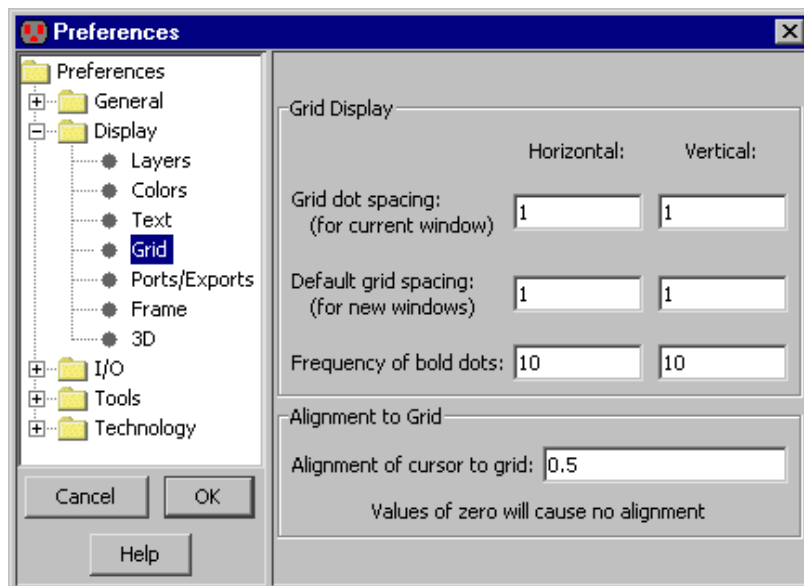 Preferences
Preferences
General
Display
Layers
Colors
Text
Grid
Ports/Exports
Frame
3D
I/O
Tools
Technology
Cancel OK
Help
Grid Display
Horizontal: Vertical:
Grid dot spacing:
(for current window)
1 1
Default grid spacing:
(for new windows)
1 1
Frequency of bold dots: 10 10
Alignment to Grid
Alignment of cursor to grid: 0.5
Values of zero will cause no alignment